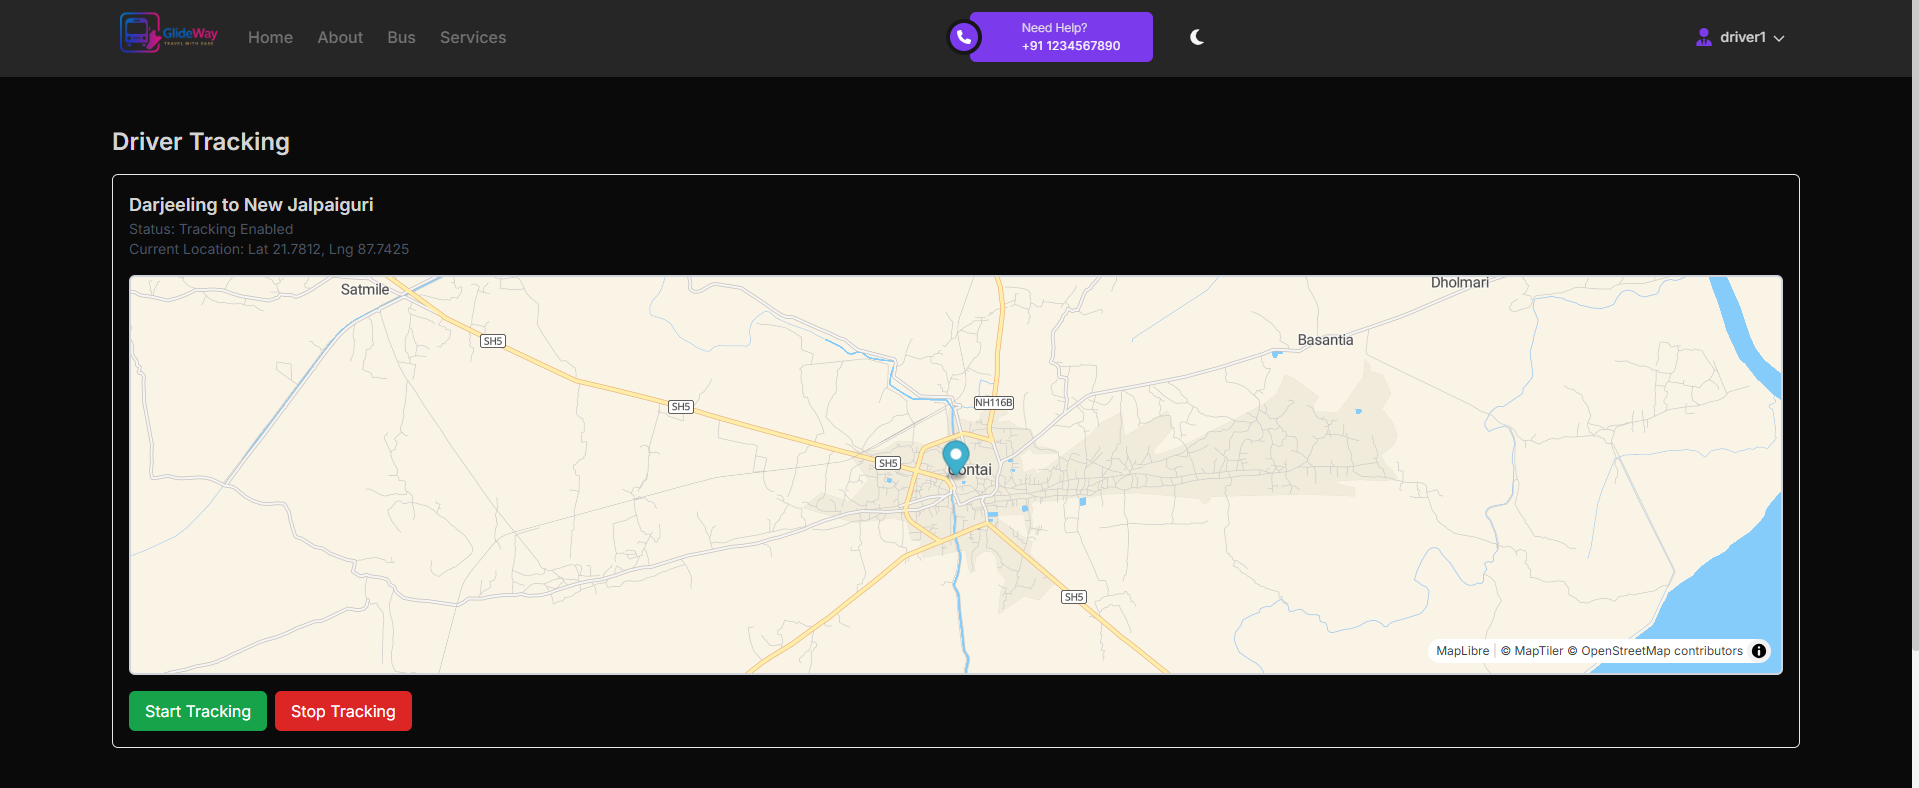 GlideWay
TRAVEL WITH EASE
Home
About
Bus
Services
Need Help?
+91 1234567890
driver1
Driver Tracking
Darjeeling to New Jalpaiguri
Status: Tracking Enabled
Current Location: Lat 21.7812, Lng 87.7425
Satmile
Dholmari
SH5
Basantia
SH5
NH116B
SH5
Contai
SH5
MapLibre | © MapTiler © OpenStreetMap contributors
Start Tracking
Stop Tracking